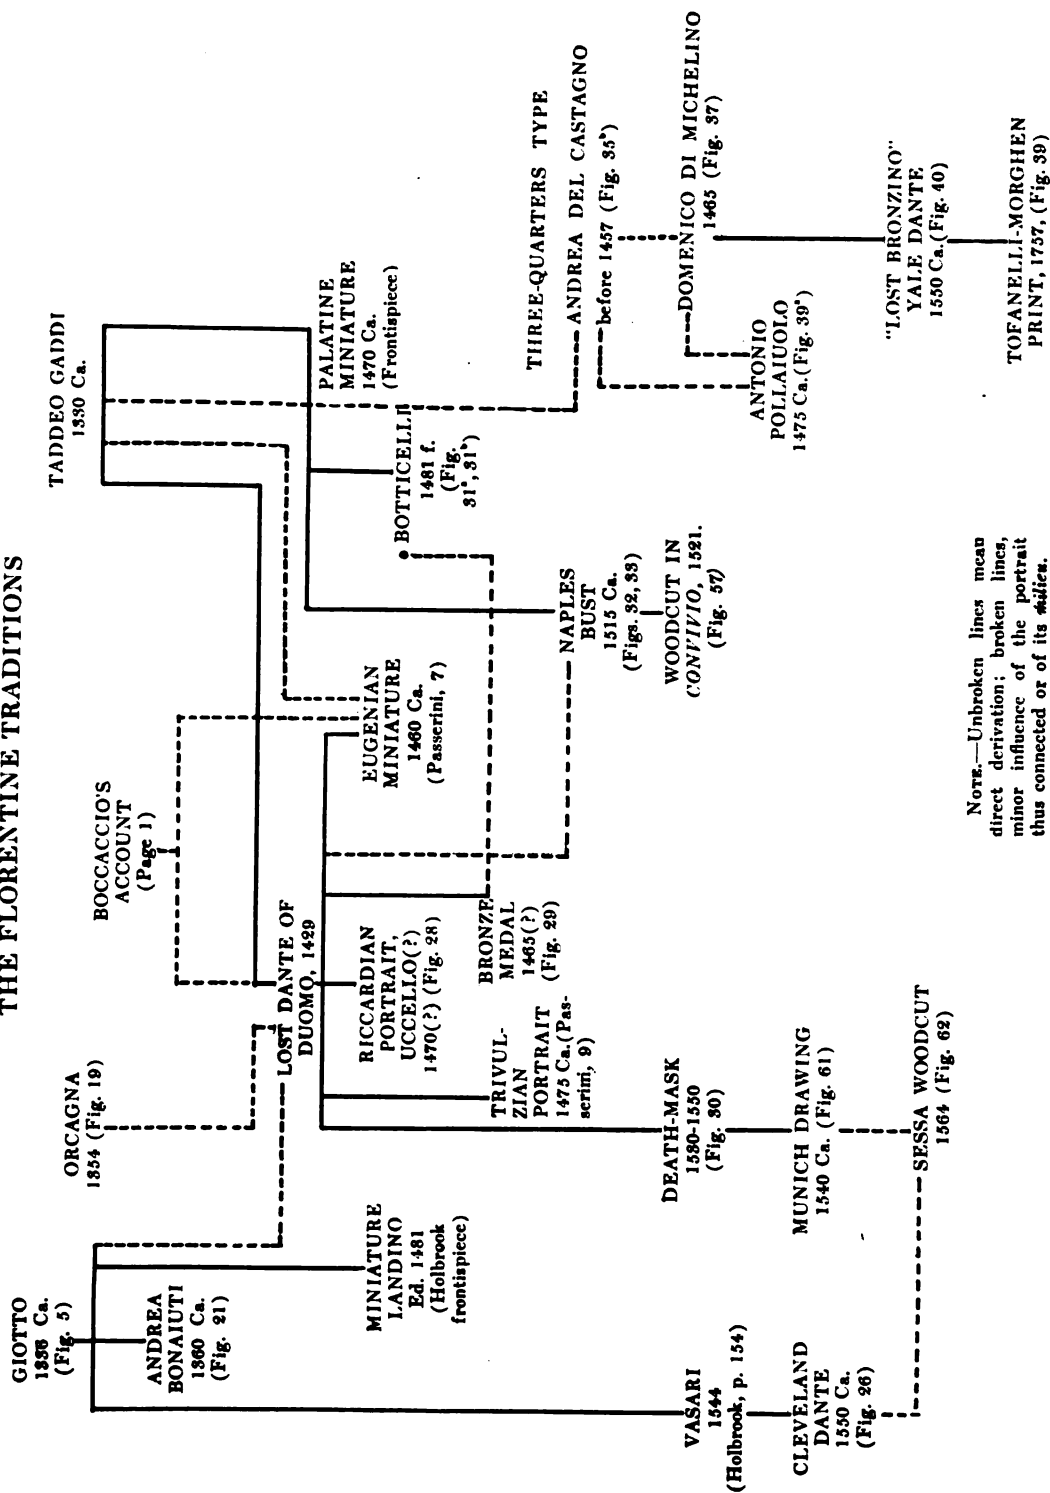 THE FLORENTINE TRADITIONS
GIOTTO
1336 Ca.
(Fig. 5)
ANDREA
BONAIUTI
1360 Ca.
(Fig. 21)
MINIATURE
LANDINO
Ed. 1481
(Holbrook
frontispiece)
VASARI
1544
(Holbrook, p. 154)
CLEVELAND
DANTE
1550 Ca.
(Fig. 26)
ORCAGNA
1354 (Fig. 19)
BOCCACCIO'S
ACCOUNT
(Page 1)
LOST DANTE OF
DUOMO, 1429
RICCARDIAN
PORTRAIT,
UCCELLO(?)
1470(?) (Fig. 28)
TRIVUL-
ZIAN
PORTRAIT
1475 Ca.(Pas-
serini, 9)
BRONZE
MEDAL
1465(?)
(Fig. 29)
DEATH-MASK
1530-1550
(Fig. 30)
MUNICH DRAWING
1540 Ca. (Fig. 61)
SESSA WOODCUT
1564 (Fig. 62)
TADDEO GADDI
1330 Ca.
EUGENIAN
MINIATURE
1460 Ca.
(Passerini, 7)
PALATINE
MINIATURE
1470 Ca.
(Frontispiece)
BOTTICELLI
1481 f.
(Fig.
31ª, 31ᵇ)
NAPLES
BUST
1515 Ca.
(Figs. 32, 33)
WOODCUT IN
CONVIVIO, 1521.
(Fig. 57)
THREE-QUARTERS TYPE
ANDREA DEL CASTAGNO
before 1457 (Fig. 35ª)
DOMENICO DI MICHELINO
1465 (Fig. 37)
ANTONIO
POLLAIUOLO
1475 Ca.(Fig. 39ª)
"LOST BRONZINO"
YALE DANTE
1550 Ca.(Fig. 40)
TOFANELLI-MORGHEN
PRINT, 1757, (Fig. 39)
NOTE.—Unbroken lines mean
direct derivation; broken lines,
minor influence of the portrait
thus connected or of its milieu.